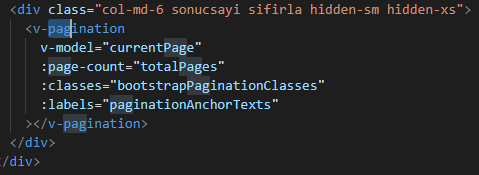 <div class="col-md-6 sonucsayi sifirla hidden-sm hidden-xs">
<v-pagination
v-model="currentPage"
:page-count="totalPages"
:classes="bootstrapPaginationClasses"
:labels="paginationAnchorTexts"
></v-pagination>
</div>
</div>